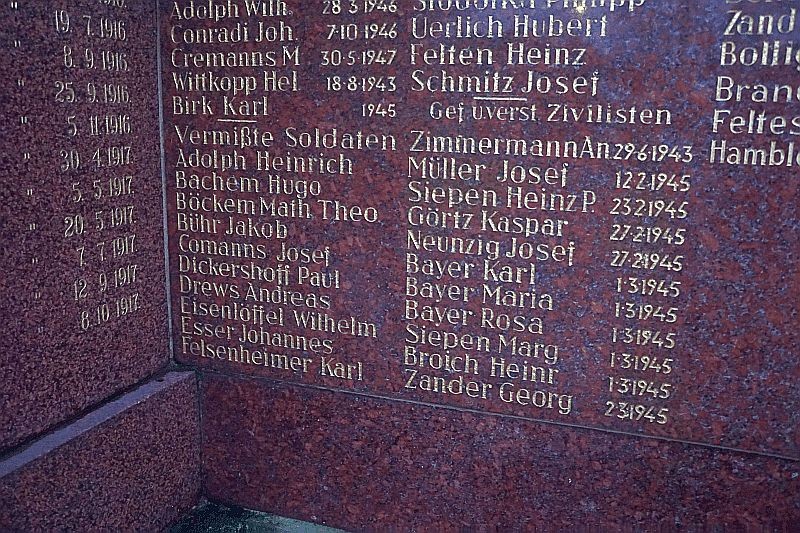 1916.
19. 7.1916.
8. 9.1916.
25. 9.1916.
5. 11.1916.
30. 4.1917.
5. 5.1917.
20. 5.1917.
7. 7.1917.
12. 9.1917.
8. 10.1917.
Adolph Wilh. 28·3·1946
Conradi Joh. 7·10·1946
Cremanns M 30·5·1947
Wittkopp Hel 18·8·1943
Birk Karl 1945
Vermißte Soldaten
Adolph Heinrich
Bachem Hugo
Böckem Math Theo
Bühr Jakob
Comanns Josef
Dickershoff Paul
Drews Andreas
Eisenlöffel Wilhelm
Esser Johannes
Felsenheimer Karl
Uerlich Hubert
Felten Heinz
Schmitz Josef
Gef uverst Zivilisten
Zimmermann An 29·6·1943
Müller Josef 12·2·1945
Siepen Heinz P. 23·2·1945
Görtz Kaspar 27·2·1945
Neunzig Josef 27·2·1945
Bayer Karl 1·3·1945
Bayer Maria 1·3·1945
Bayer Rosa 1·3·1945
Siepen Marg 1·3·1945
Broich Heinr 1·3·1945
Zander Georg 2·3·1945
Zand
Bollig
Bran
Feltes
Hamble